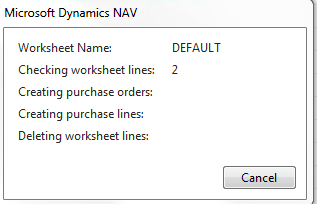 Microsoft Dynamics NAV
Worksheet Name: DEFAULT
Checking worksheet lines: 2
Creating purchase orders:
Creating purchase lines:
Deleting worksheet lines:
Cancel